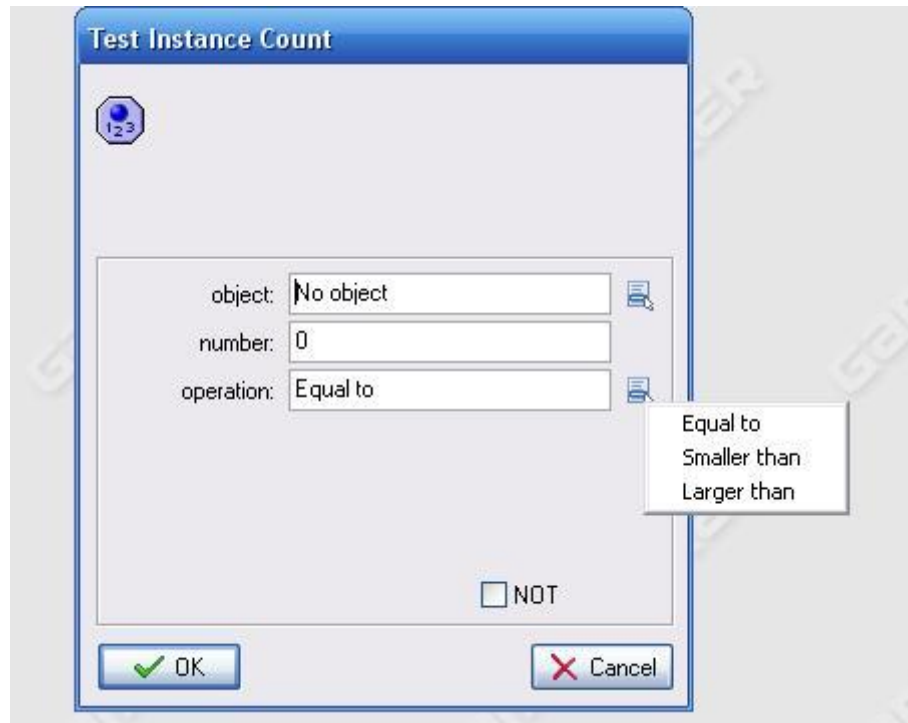 Test Instance Count
123
object: No object
number: 0
operation: Equal to
Equal to
Smaller than
Larger than
NOT
OK
Cancel